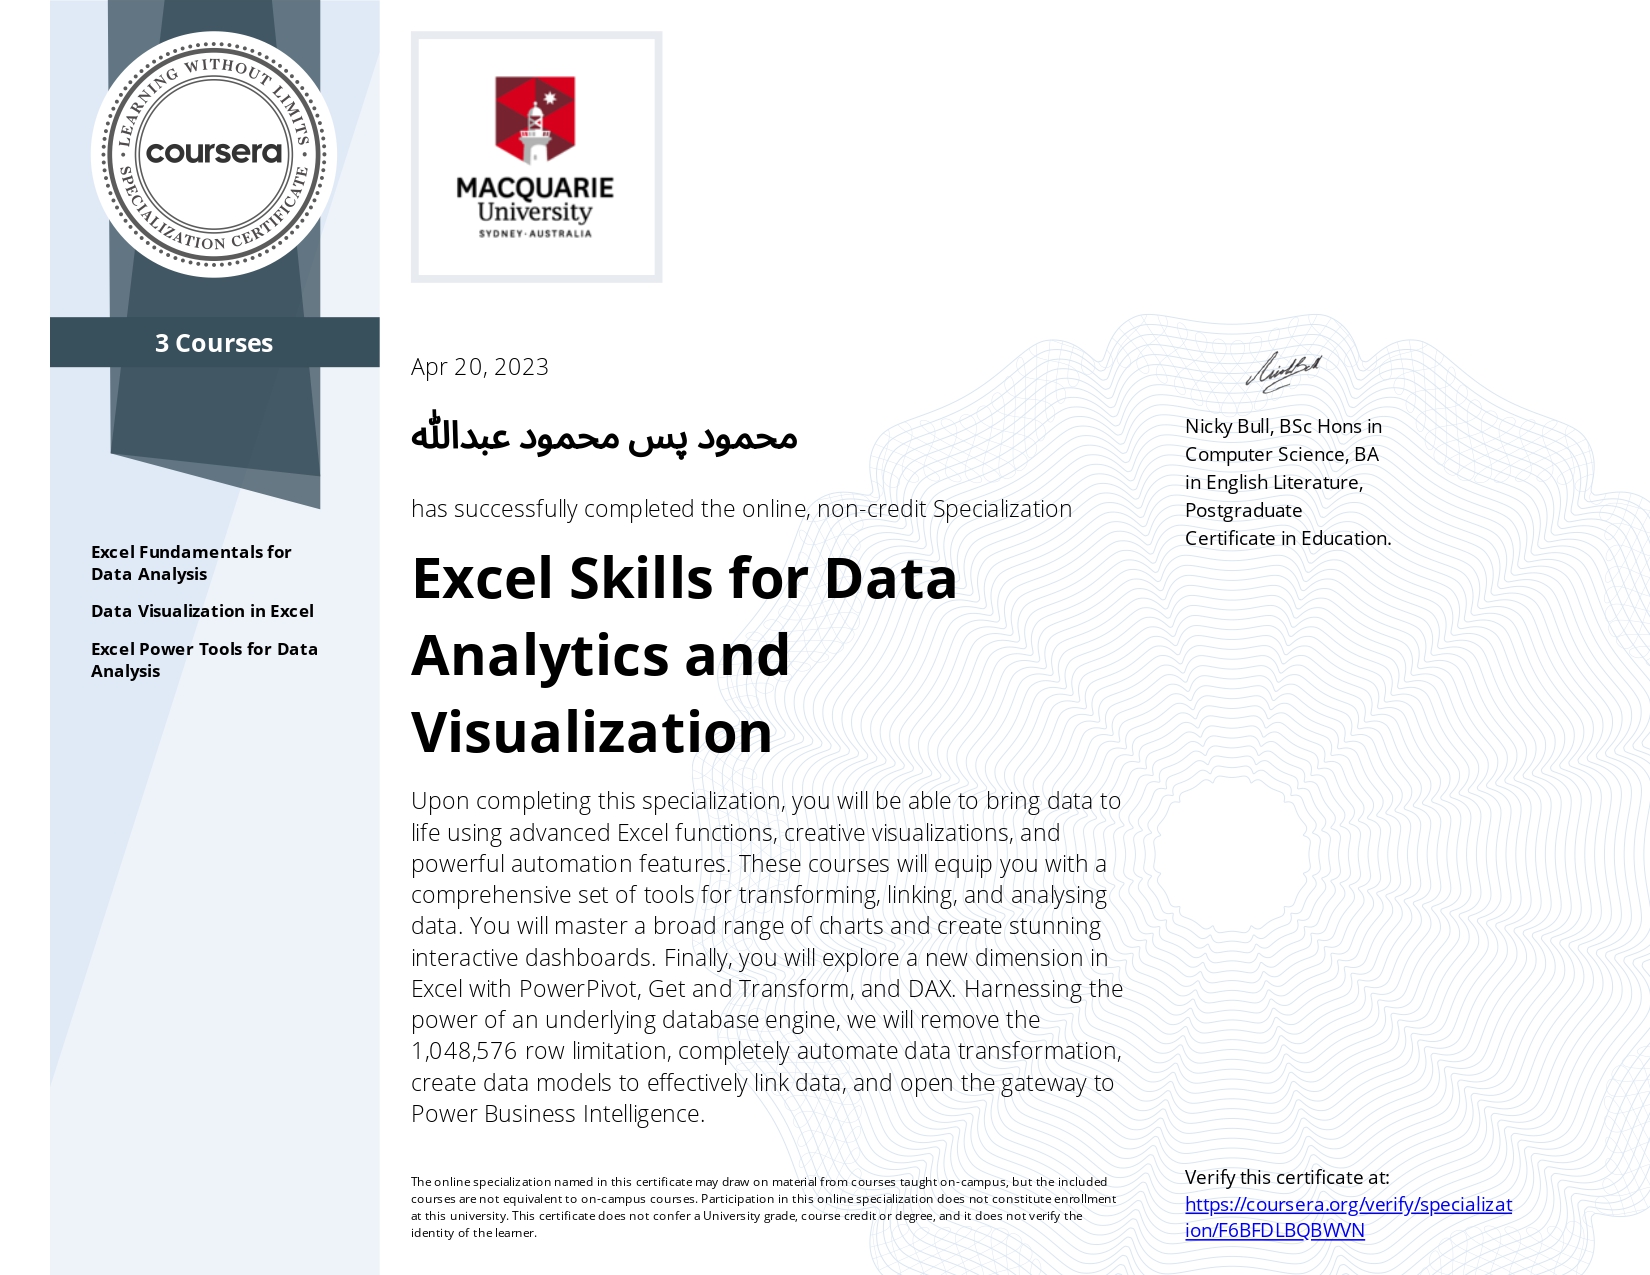 LEARNING WITHOUT LIMITS
coursera
SPECIALIZATION CERTIFICATE
3 Courses
Excel Fundamentals for
Data Analysis
Data Visualization in Excel
Excel Power Tools for Data
Analysis
MACQUARIE
University
SYDNEY·AUSTRALIA
Apr 20, 2023
محمود پس محمود عبدالله
has successfully completed the online, non-credit Specialization
Excel Skills for Data
Analytics and
Visualization
Upon completing this specialization, you will be able to bring data to
life using advanced Excel functions, creative visualizations, and
powerful automation features. These courses will equip you with a
comprehensive set of tools for transforming, linking, and analysing
data. You will master a broad range of charts and create stunning
interactive dashboards. Finally, you will explore a new dimension in
Excel with PowerPivot, Get and Transform, and DAX. Harnessing the
power of an underlying database engine, we will remove the
1,048,576 row limitation, completely automate data transformation,
create data models to effectively link data, and open the gateway to
Power Business Intelligence.
The online specialization named in this certificate may draw on material from courses taught on-campus, but the included
courses are not equivalent to on-campus courses. Participation in this online specialization does not constitute enrollment
at this university. This certificate does not confer a University grade, course credit or degree, and it does not verify the
identity of the learner.
Nicky Bull, BSc Hons in
Computer Science, BA
in English Literature,
Postgraduate
Certificate in Education.
Verify this certificate at:
https://coursera.org/verify/specializat
ion/F6BFDLBQBWVN